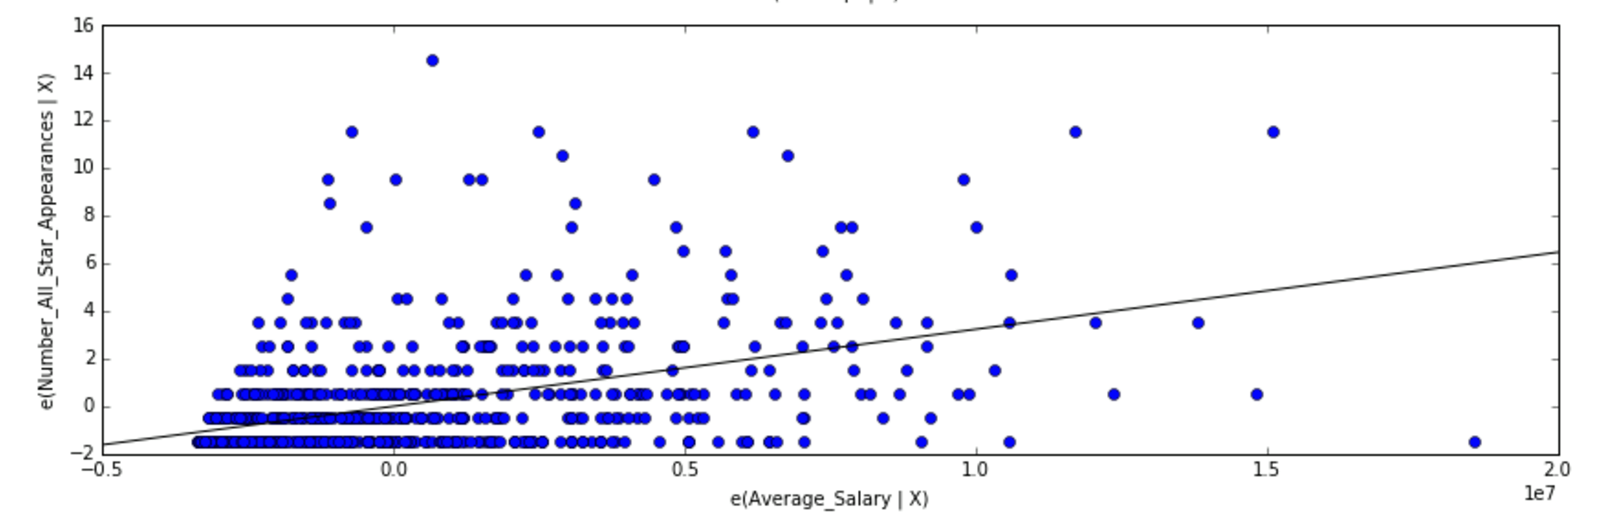 16
14
12
10
8
6
4
2
0
−2
e(Number_All_Star_Appearances | X)
−0.5 0.0 0.5 1.0 1.5 2.0
1e7
e(Average_Salary | X)